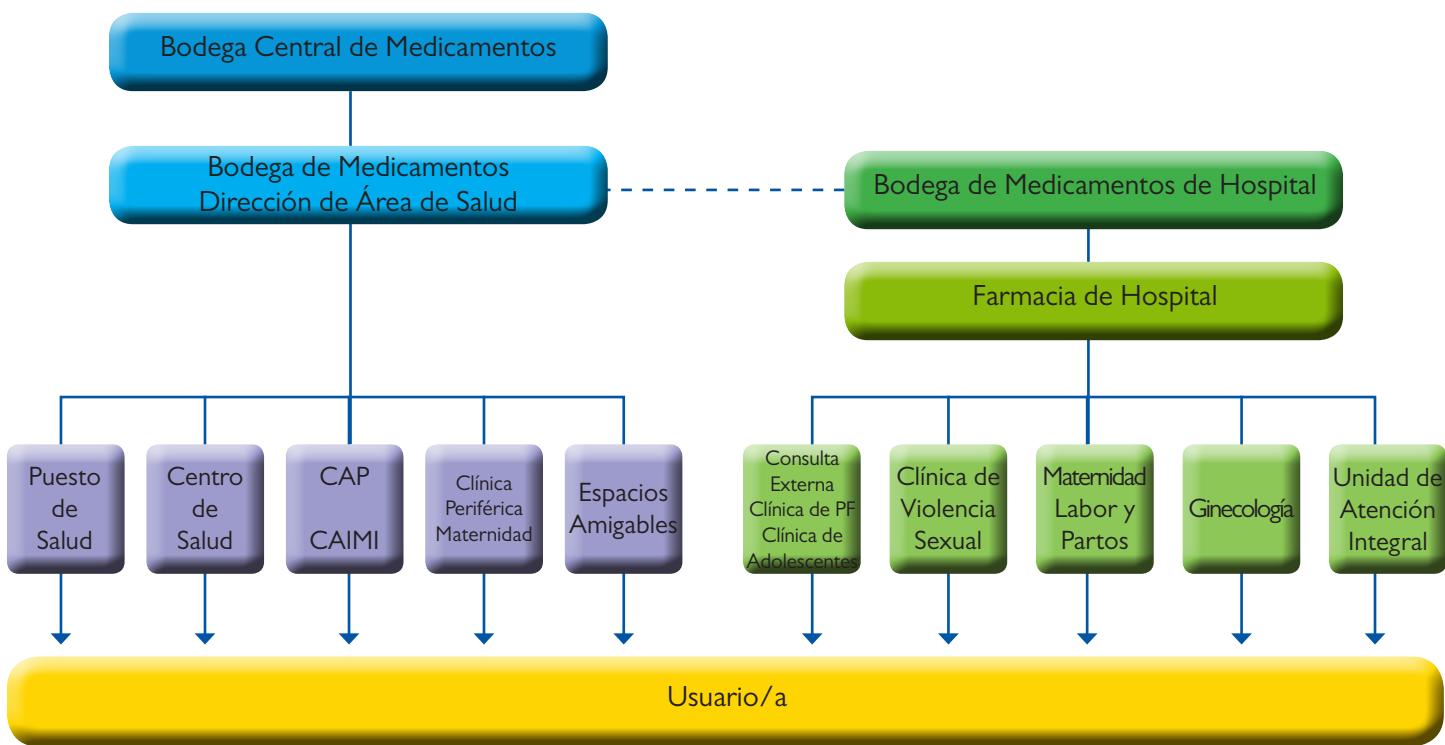 Bodega Central de Medicamentos
Bodega de Medicamentos
Dirección de Área de Salud
Bodega de Medicamentos de Hospital
Farmacia de Hospital
Puesto
de
Salud
Centro
de
Salud
CAP
CAIMI
Clínica
Periférica
Maternidad
Espacios
Amigables
Consulta
Externa
Clínica de PF
Clínica de
Adolescentes
Clínica de
Violencia
Sexual
Maternidad
Labor y
Partos
Ginecología
Unidad de
Atención
Integral
Usuario/a